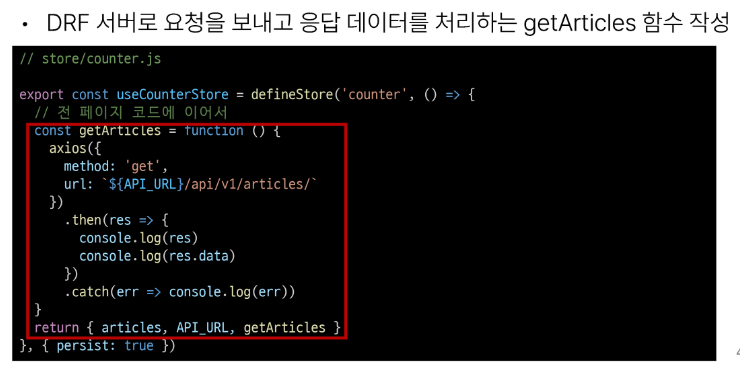 • DRF 서버로 요청을 보내고 응답 데이터를 처리하는 getArticles 함수 작성
// store/counter.js
export const useCounterStore = defineStore('counter', () => {
// 전 페이지 코드에 이어서
const getArticles = function () {
axios({
method: 'get',
url: `${API_URL}/api/v1/articles/`
})
.then(res => {
console.log(res)
console.log(res.data)
})
.catch(err => console.log(err))
}
return { articles, API_URL, getArticles }
}, { persist: true })